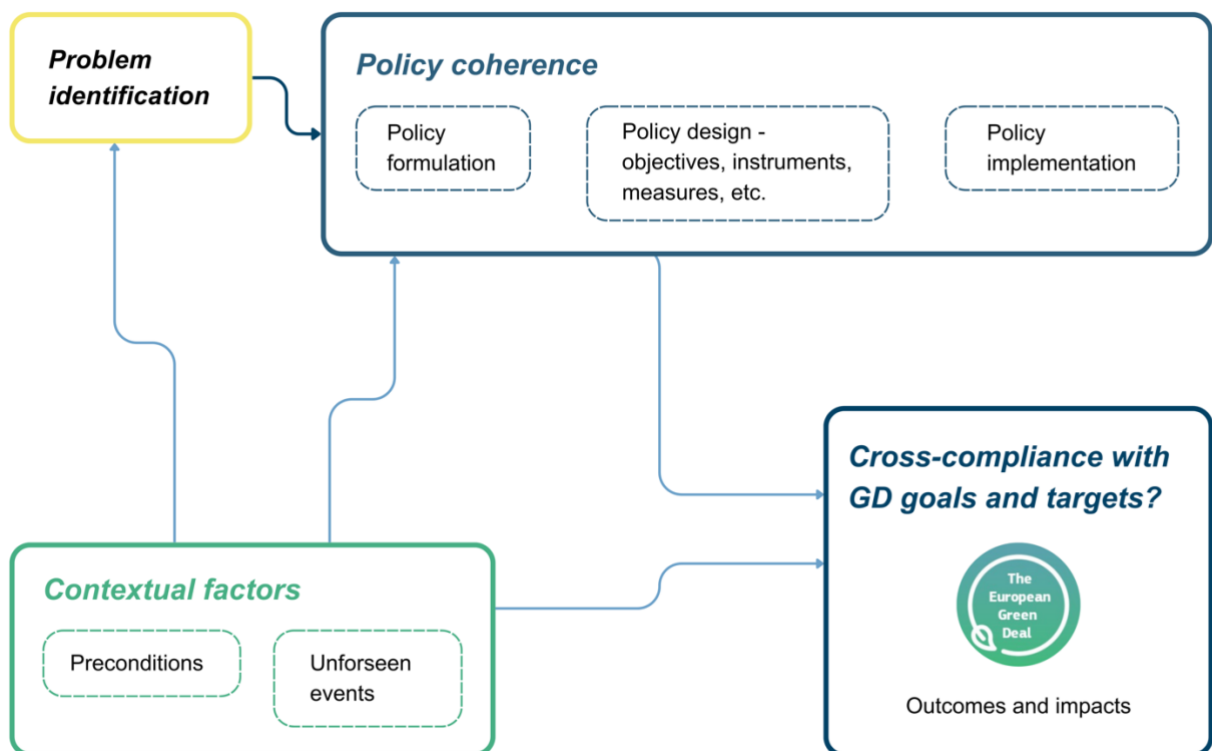 Problem
identification
Policy coherence
Policy
formulation
Policy design -
objectives, instruments,
measures, etc.
Policy
implementation
Contextual factors
Preconditions
Unforseen
events
Cross-compliance with
GD goals and targets?
The
European
Green
Deal
Outcomes and impacts